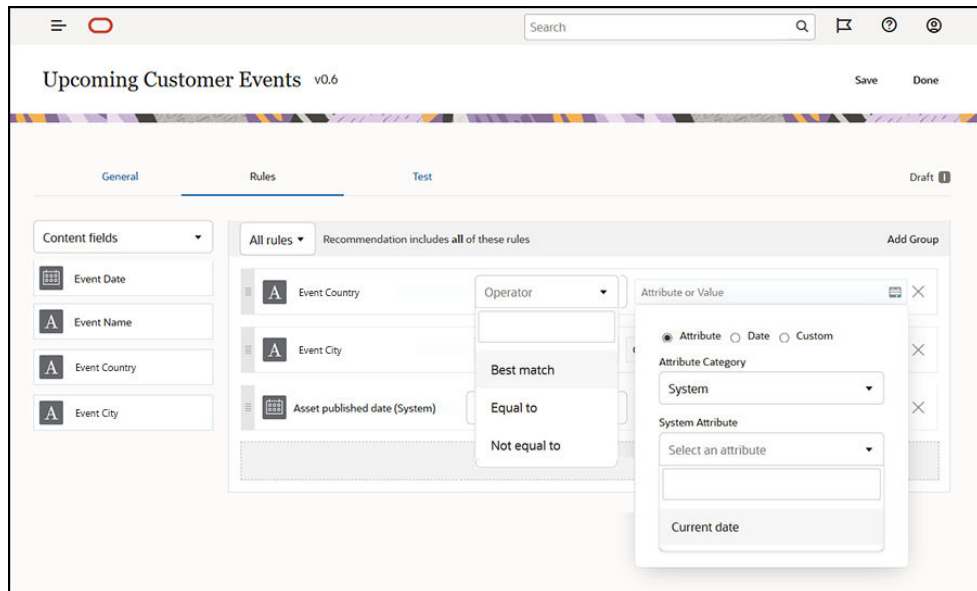 Search
Upcoming Customer Events v0.6
Save Done
General Rules Test Draft
Content fields
Event Date
A Event Name
A Event Country
A Event City
All rules Recommendation includes all of these rules Add Group
A Event Country Operator Attribute or Value
A Event City
Asset published date (System)
Best match
Equal to
Not equal to
Attribute Date Custom
Attribute Category
System
System Attribute
Select an attribute
Current date